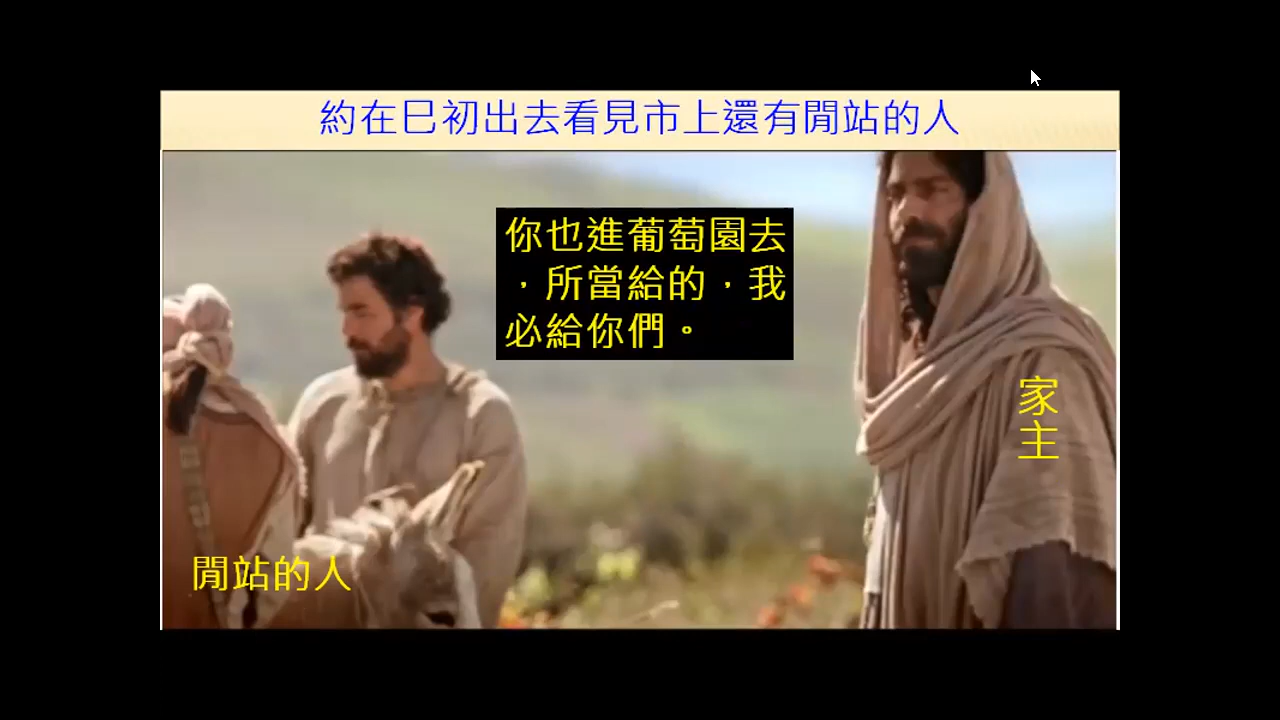 約在巳初出去看見市上還有閒站的人
你也進葡萄園去
，所當給的，我
必給你們。
家主
閒站的人